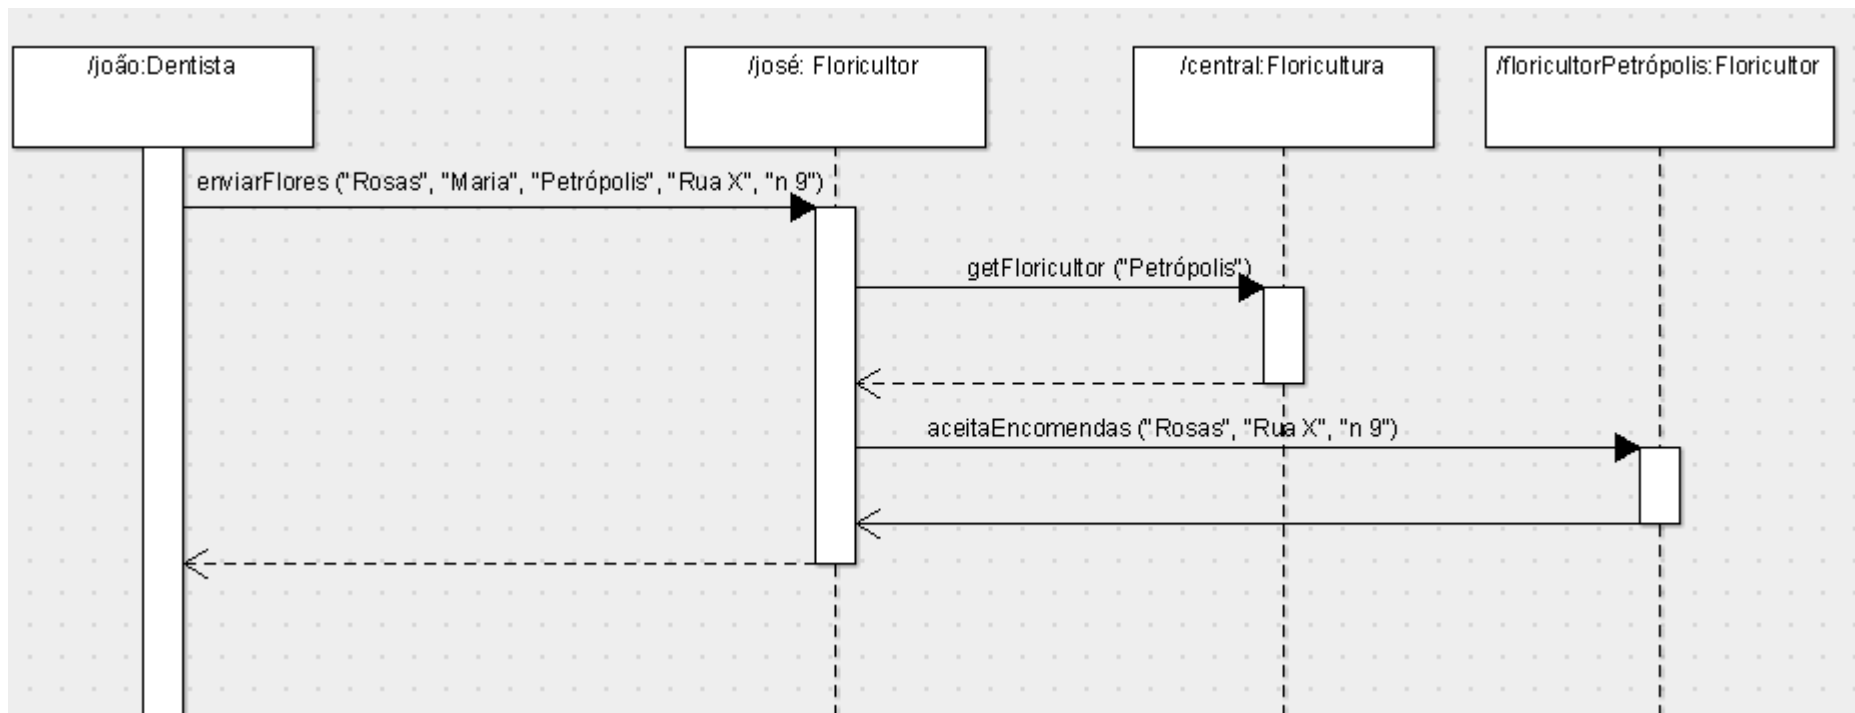 /joão:Dentista
/josé: Floricultor
/central:Floricultura
/floricultorPetrópolis:Floricultor
enviarFlores ("Rosas", "Maria", "Petrópolis", "Rua X", "n 9")
getFloricultor ("Petrópolis")
aceitaEncomendas ("Rosas", "Rua X", "n 9")